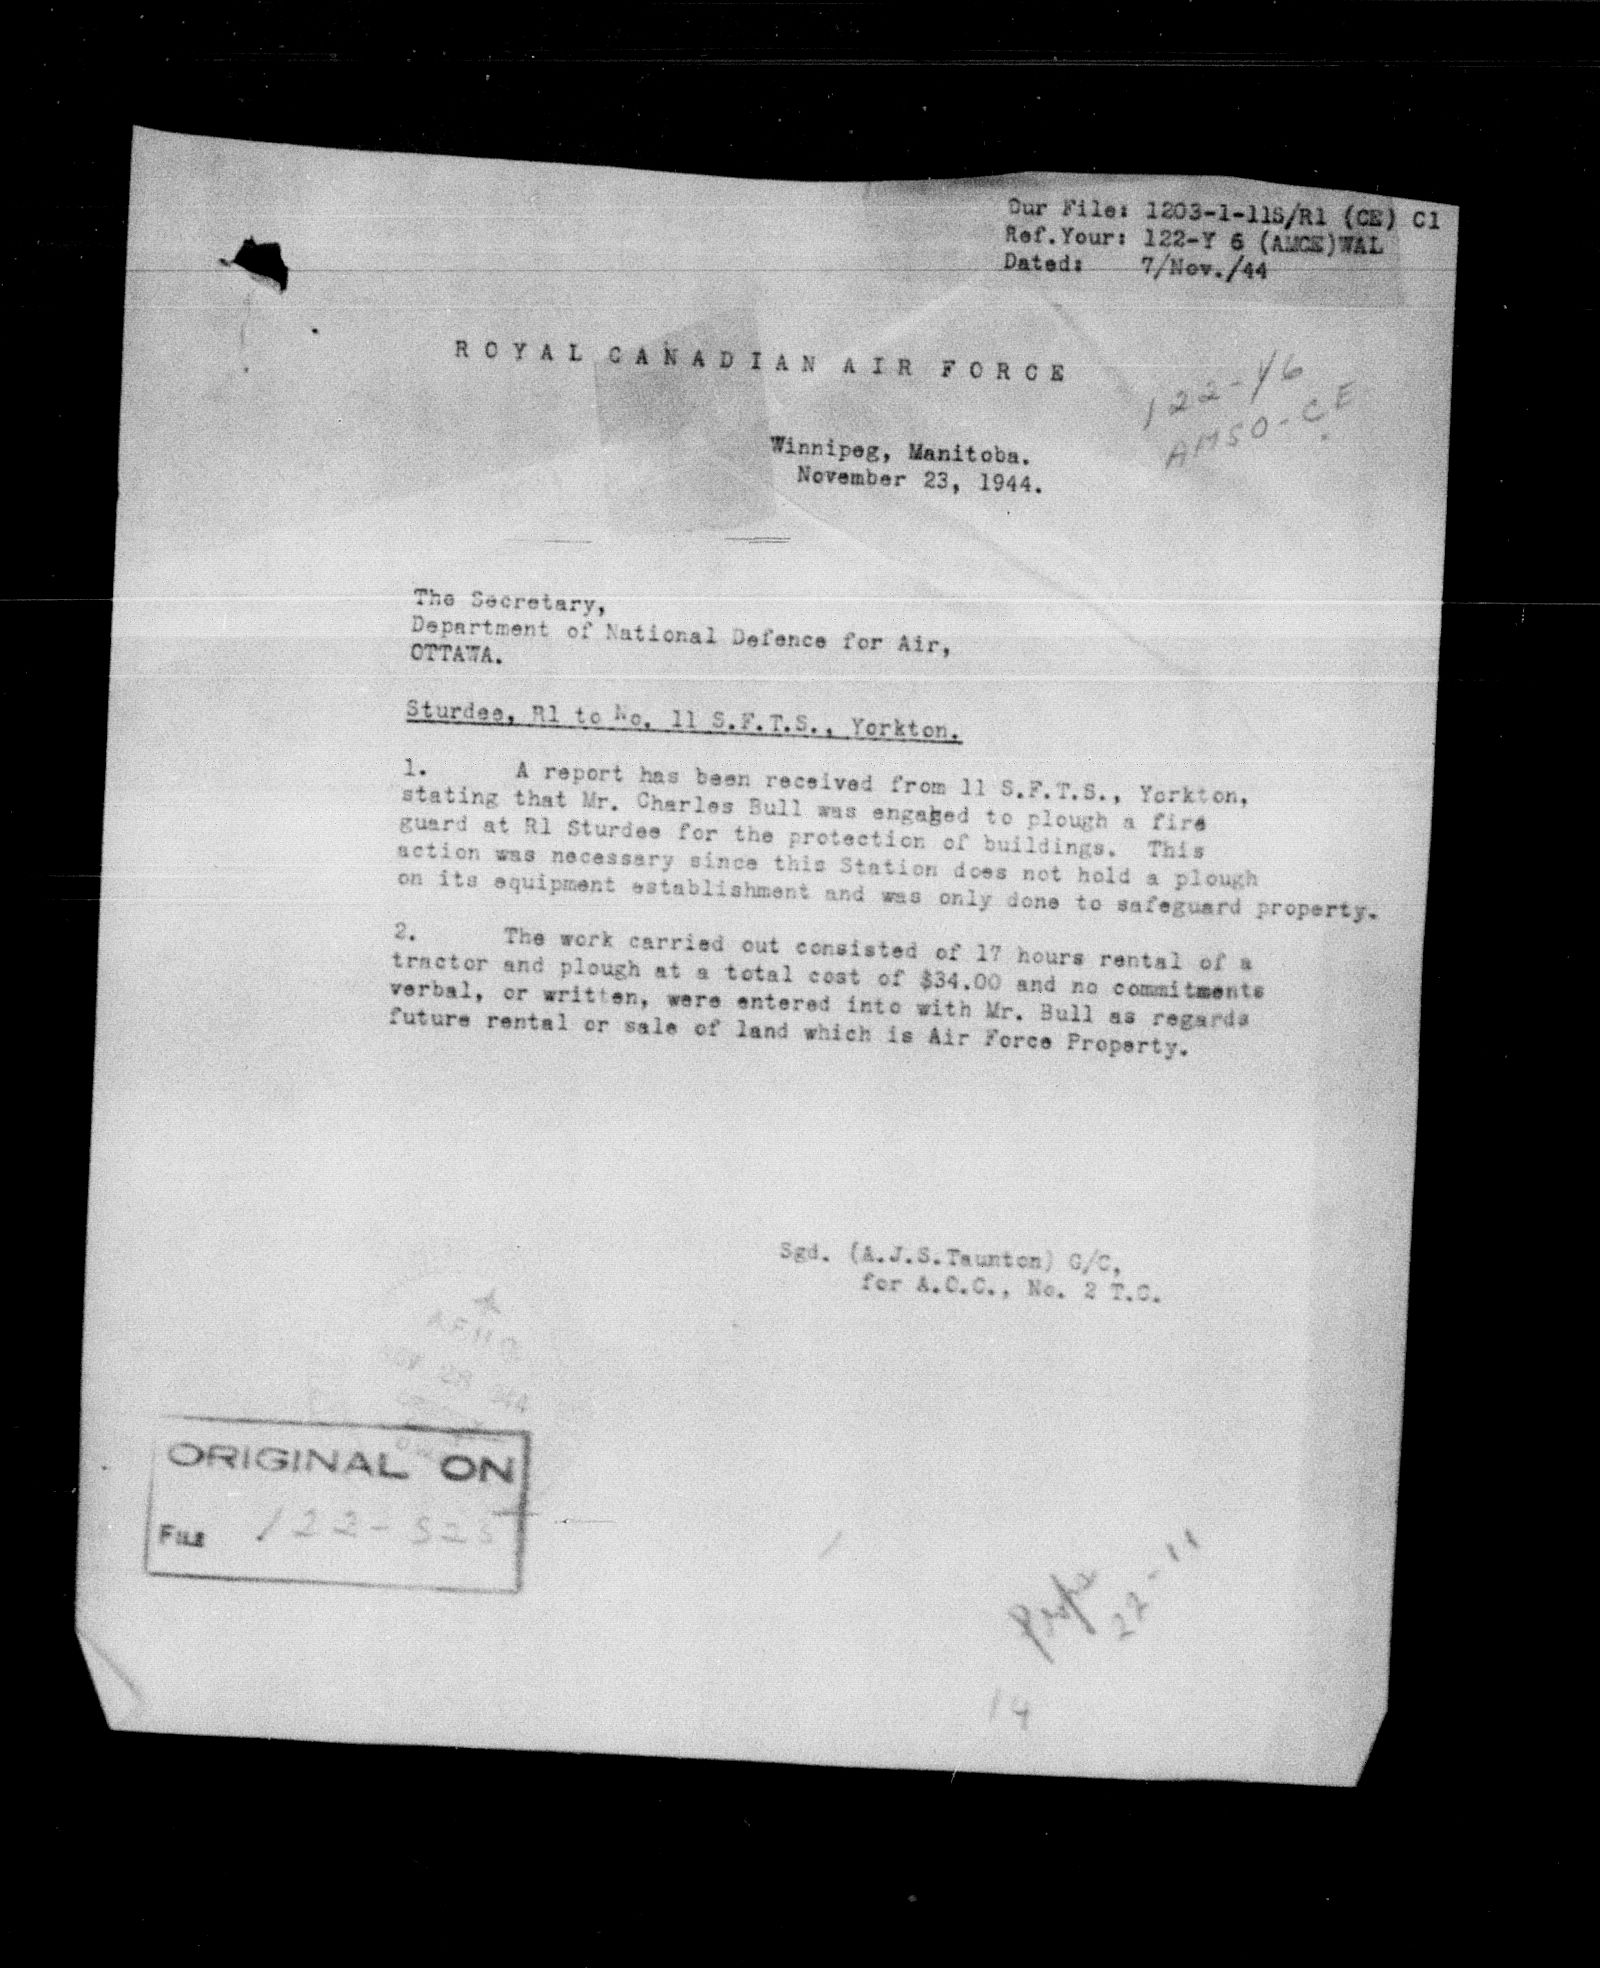 Our File: 1203-1-11S/R1 (CE) C1
Ref.Your: 122-Y 6 (AMCE)WAL
Dated: 7/Nov./44
ROYAL CANADIAN AIR FORCE
122-Y6
AMSO-CE
Winnipeg, Manitoba.
November 23, 1944.
The Secretary,
Department of National Defence for Air,
OTTAWA.
Sturdee, R1 to No. 11 S.F.T.S., Yorkton.
1. A report has been received from 11 S.F.T.S., Yorkton,
stating that Mr. Charles Bull was engaged to plough a fire
guard at R1 Sturdee for the protection of buildings. This
action was necessary since this Station does not hold a plough
on its equipment establishment and was only done to safeguard property.
2. The work carried out consisted of 17 hours rental of a
tractor and plough at a total cost of $34.00 and no commitments
verbal, or written, were entered into with Mr. Bull as regards
future rental or sale of land which is Air Force Property.
Sgd. (A.J.S.Taunton) G/C,
for A.O.C., No. 2 T.C.
ORIGINAL ON
FILE 122-S25
22-11
14